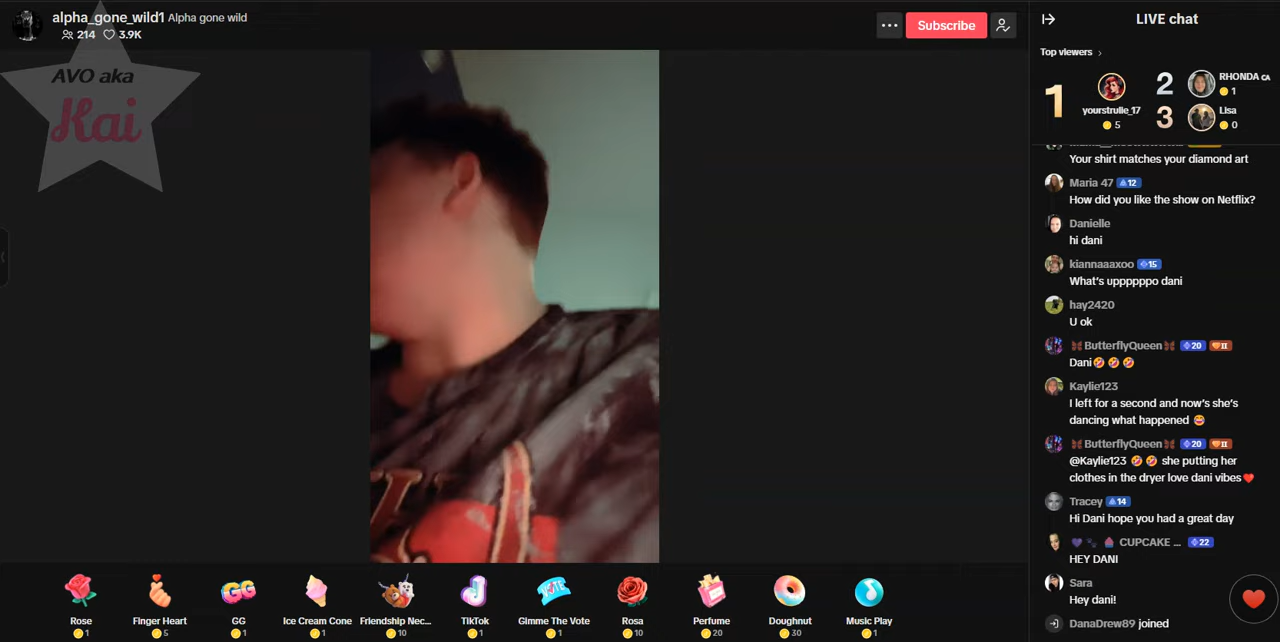 alpha_gone_wild1 Alpha gone wild
214 3.9K
Subscribe
AVO aka
Kai
LIVE chat
Top viewers
1
yourstrulie_17
5
2
RHONDA CA
1
3
Lisa
0
Your shirt matches your diamond art
Maria 47 12
How did you like the show on Netflix?
Danielle
hi dani
kiannaaaxoo 15
What's uppppppo dani
hay2420
U ok
ButterflyQueen 20 II
Dani🤣🤣🤣
Kaylie123
I left for a second and now's she's
dancing what happened 😅
ButterflyQueen 20 II
@Kaylie123 🤣🤣 she putting her
clothes in the dryer love dani vibes❤️
Tracey 14
Hi Dani hope you had a great day
💜🐾🧁 CUPCAKE ... 22
HEY DANI
Sara
Hey dani!
DanaDrew89 joined
GG
VOTE
Rose
1
Finger Heart
5
GG
1
Ice Cream Cone
1
Friendship Nec...
10
TikTok
1
Gimme The Vote
1
Rosa
10
Perfume
20
Doughnut
30
Music Play
1